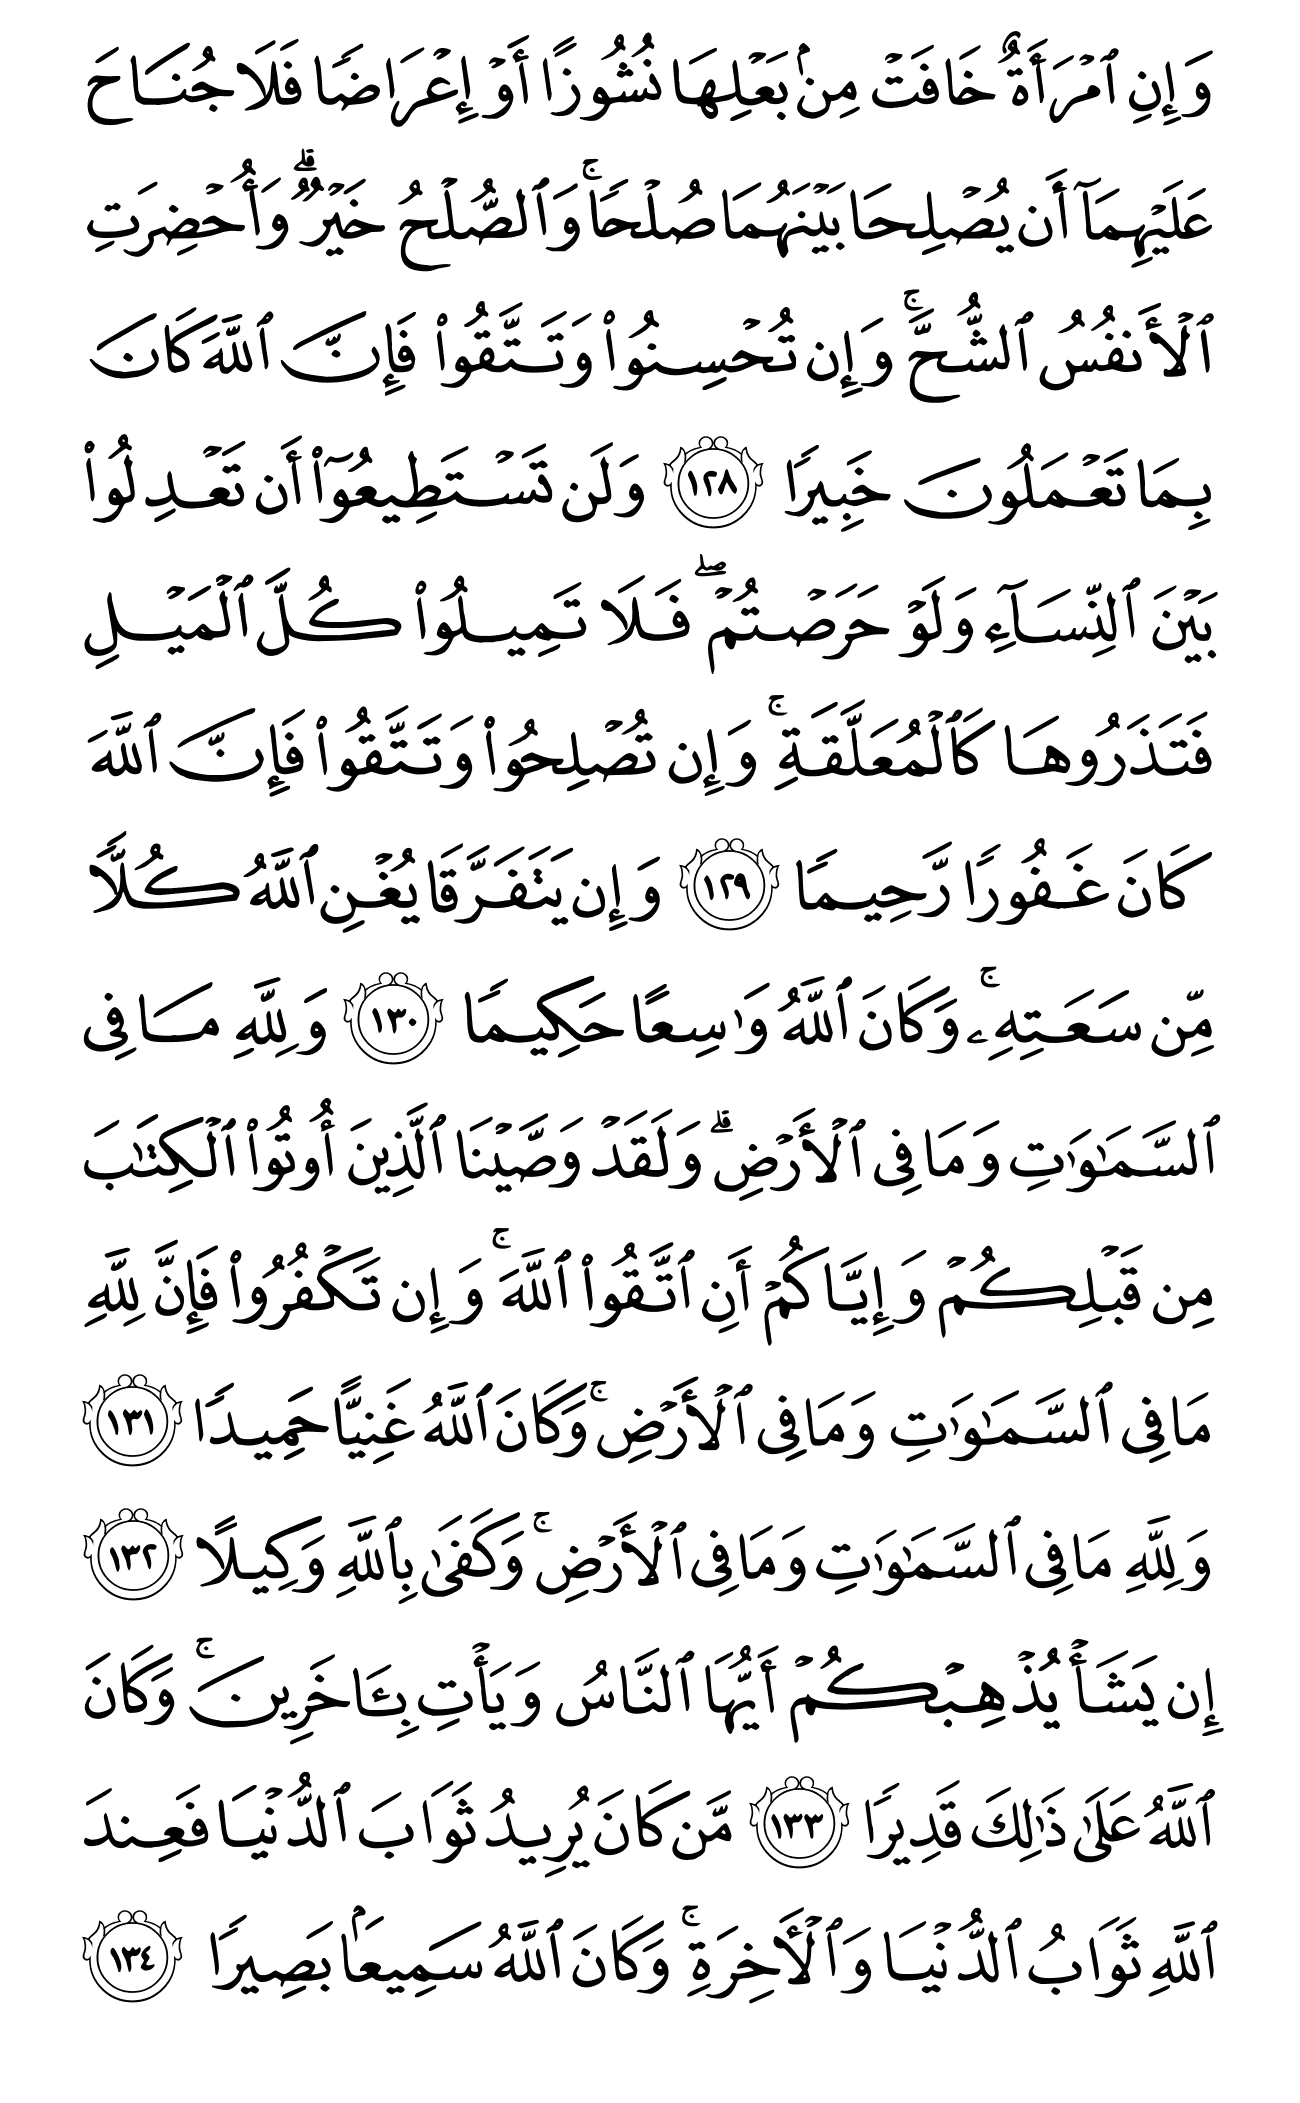 وَإِنِ ٱمْرَأَةٌ خَافَتْ مِنۢ بَعْلِهَا نُشُوزًا أَوْ إِعْرَاضًا فَلَا جُنَاحَ
عَلَيْهِمَآ أَن يُصْلِحَا بَيْنَهُمَا صُلْحًا ۚ وَٱلصُّلْحُ خَيْرٌ ۗ وَأُحْضِرَتِ
ٱلْأَنفُسُ ٱلشُّحَّ ۚ وَإِن تُحْسِنُوا۟ وَتَتَّقُوا۟ فَإِنَّ ٱللَّهَ كَانَ
بِمَا تَعْمَلُونَ خَبِيرًا ١٢٨ وَلَن تَسْتَطِيعُوٓا۟ أَن تَعْدِلُوا۟
بَيْنَ ٱلنِّسَآءِ وَلَوْ حَرَصْتُمْ ۖ فَلَا تَمِيلُوا۟ كُلَّ ٱلْمَيْلِ
فَتَذَرُوهَا كَٱلْمُعَلَّقَةِ ۚ وَإِن تُصْلِحُوا۟ وَتَتَّقُوا۟ فَإِنَّ ٱللَّهَ
كَانَ غَفُورًا رَّحِيمًا ١٢٩ وَإِن يَتَفَرَّقَا يُغْنِ ٱللَّهُ كُلًّا
مِّن سَعَتِهِۦ ۚ وَكَانَ ٱللَّهُ وَٰسِعًا حَكِيمًا ١٣٠ وَلِلَّهِ مَا فِى
ٱلسَّمَٰوَٰتِ وَمَا فِى ٱلْأَرْضِ ۗ وَلَقَدْ وَصَّيْنَا ٱلَّذِينَ أُوتُوا۟ ٱلْكِتَٰبَ
مِن قَبْلِكُمْ وَإِيَّاكُمْ أَنِ ٱتَّقُوا۟ ٱللَّهَ ۚ وَإِن تَكْفُرُوا۟ فَإِنَّ لِلَّهِ
مَا فِى ٱلسَّمَٰوَٰتِ وَمَا فِى ٱلْأَرْضِ ۚ وَكَانَ ٱللَّهُ غَنِيًّا حَمِيدًا ١٣١
وَلِلَّهِ مَا فِى ٱلسَّمَٰوَٰتِ وَمَا فِى ٱلْأَرْضِ ۚ وَكَفَىٰ بِٱللَّهِ وَكِيلًا ١٣٢
إِن يَشَأْ يُذْهِبْكُمْ أَيُّهَا ٱلنَّاسُ وَيَأْتِ بِـَٔاخَرِينَ ۚ وَكَانَ
ٱللَّهُ عَلَىٰ ذَٰلِكَ قَدِيرًا ١٣٣ مَّن كَانَ يُرِيدُ ثَوَابَ ٱلدُّنْيَا فَعِندَ
ٱللَّهِ ثَوَابُ ٱلدُّنْيَا وَٱلْـَٔاخِرَةِ ۚ وَكَانَ ٱللَّهُ سَمِيعًۢا بَصِيرًا ١٣٤